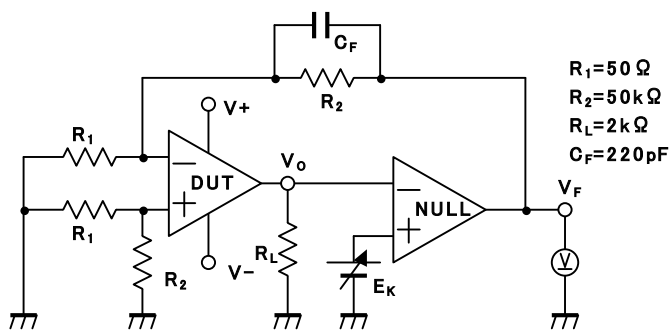 C_F
R_2
R_1=50Ω
R_2=50kΩ
R_L=2kΩ
C_F=220pF
V+
R_1
DUT
V_O
NULL
V_F
R_1
R_2
V-
R_L
E_K
V